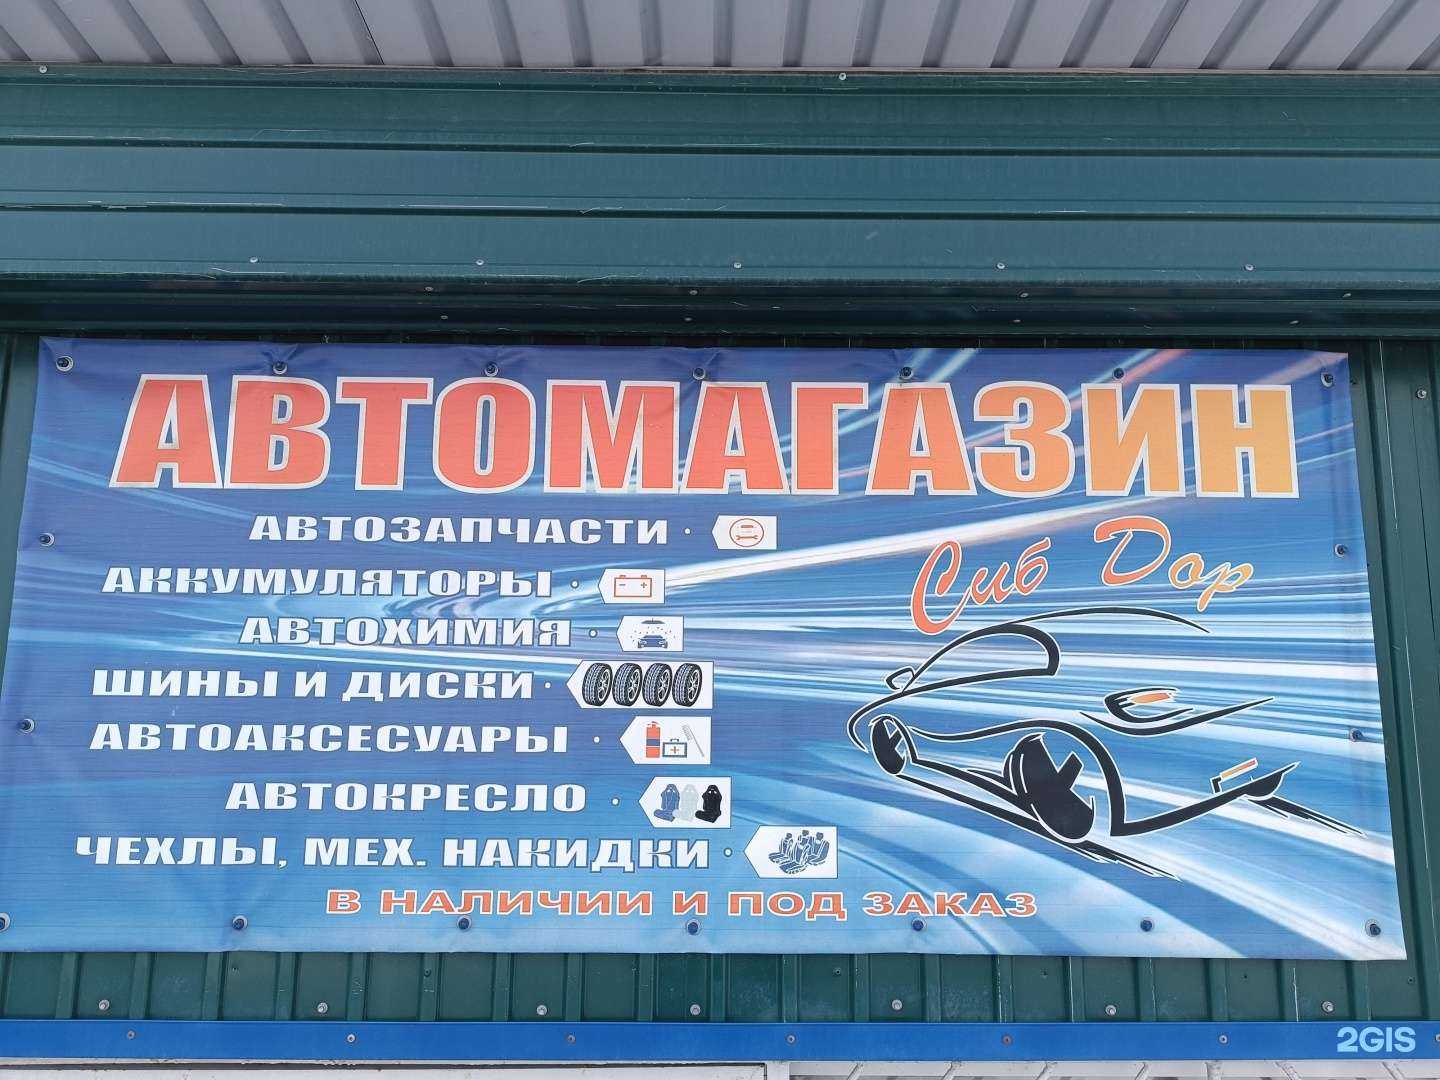 АВТОМАГАЗИН
Сиб Дор
АВТОЗАПЧАСТИ
АККУМУЛЯТОРЫ
АВТОХИМИЯ
ШИНЫ И ДИСКИ
АВТОАКСЕСУАРЫ
АВТОКРЕСЛО
ЧЕХЛЫ, МЕХ. НАКИДКИ
В НАЛИЧИИ И ПОД ЗАКАЗ
2GIS